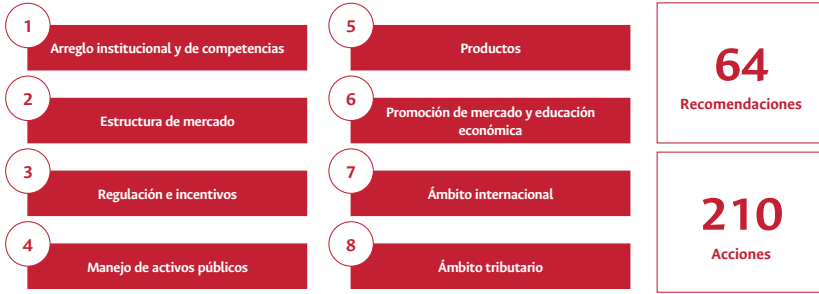 1
Arreglo institucional y de competencias
2
Estructura de mercado
3
Regulación e incentivos
4
Manejo de activos públicos
5
Productos
6
Promoción de mercado y educación
económica
7
Ámbito internacional
8
Ámbito tributario
64
Recomendaciones
210
Acciones